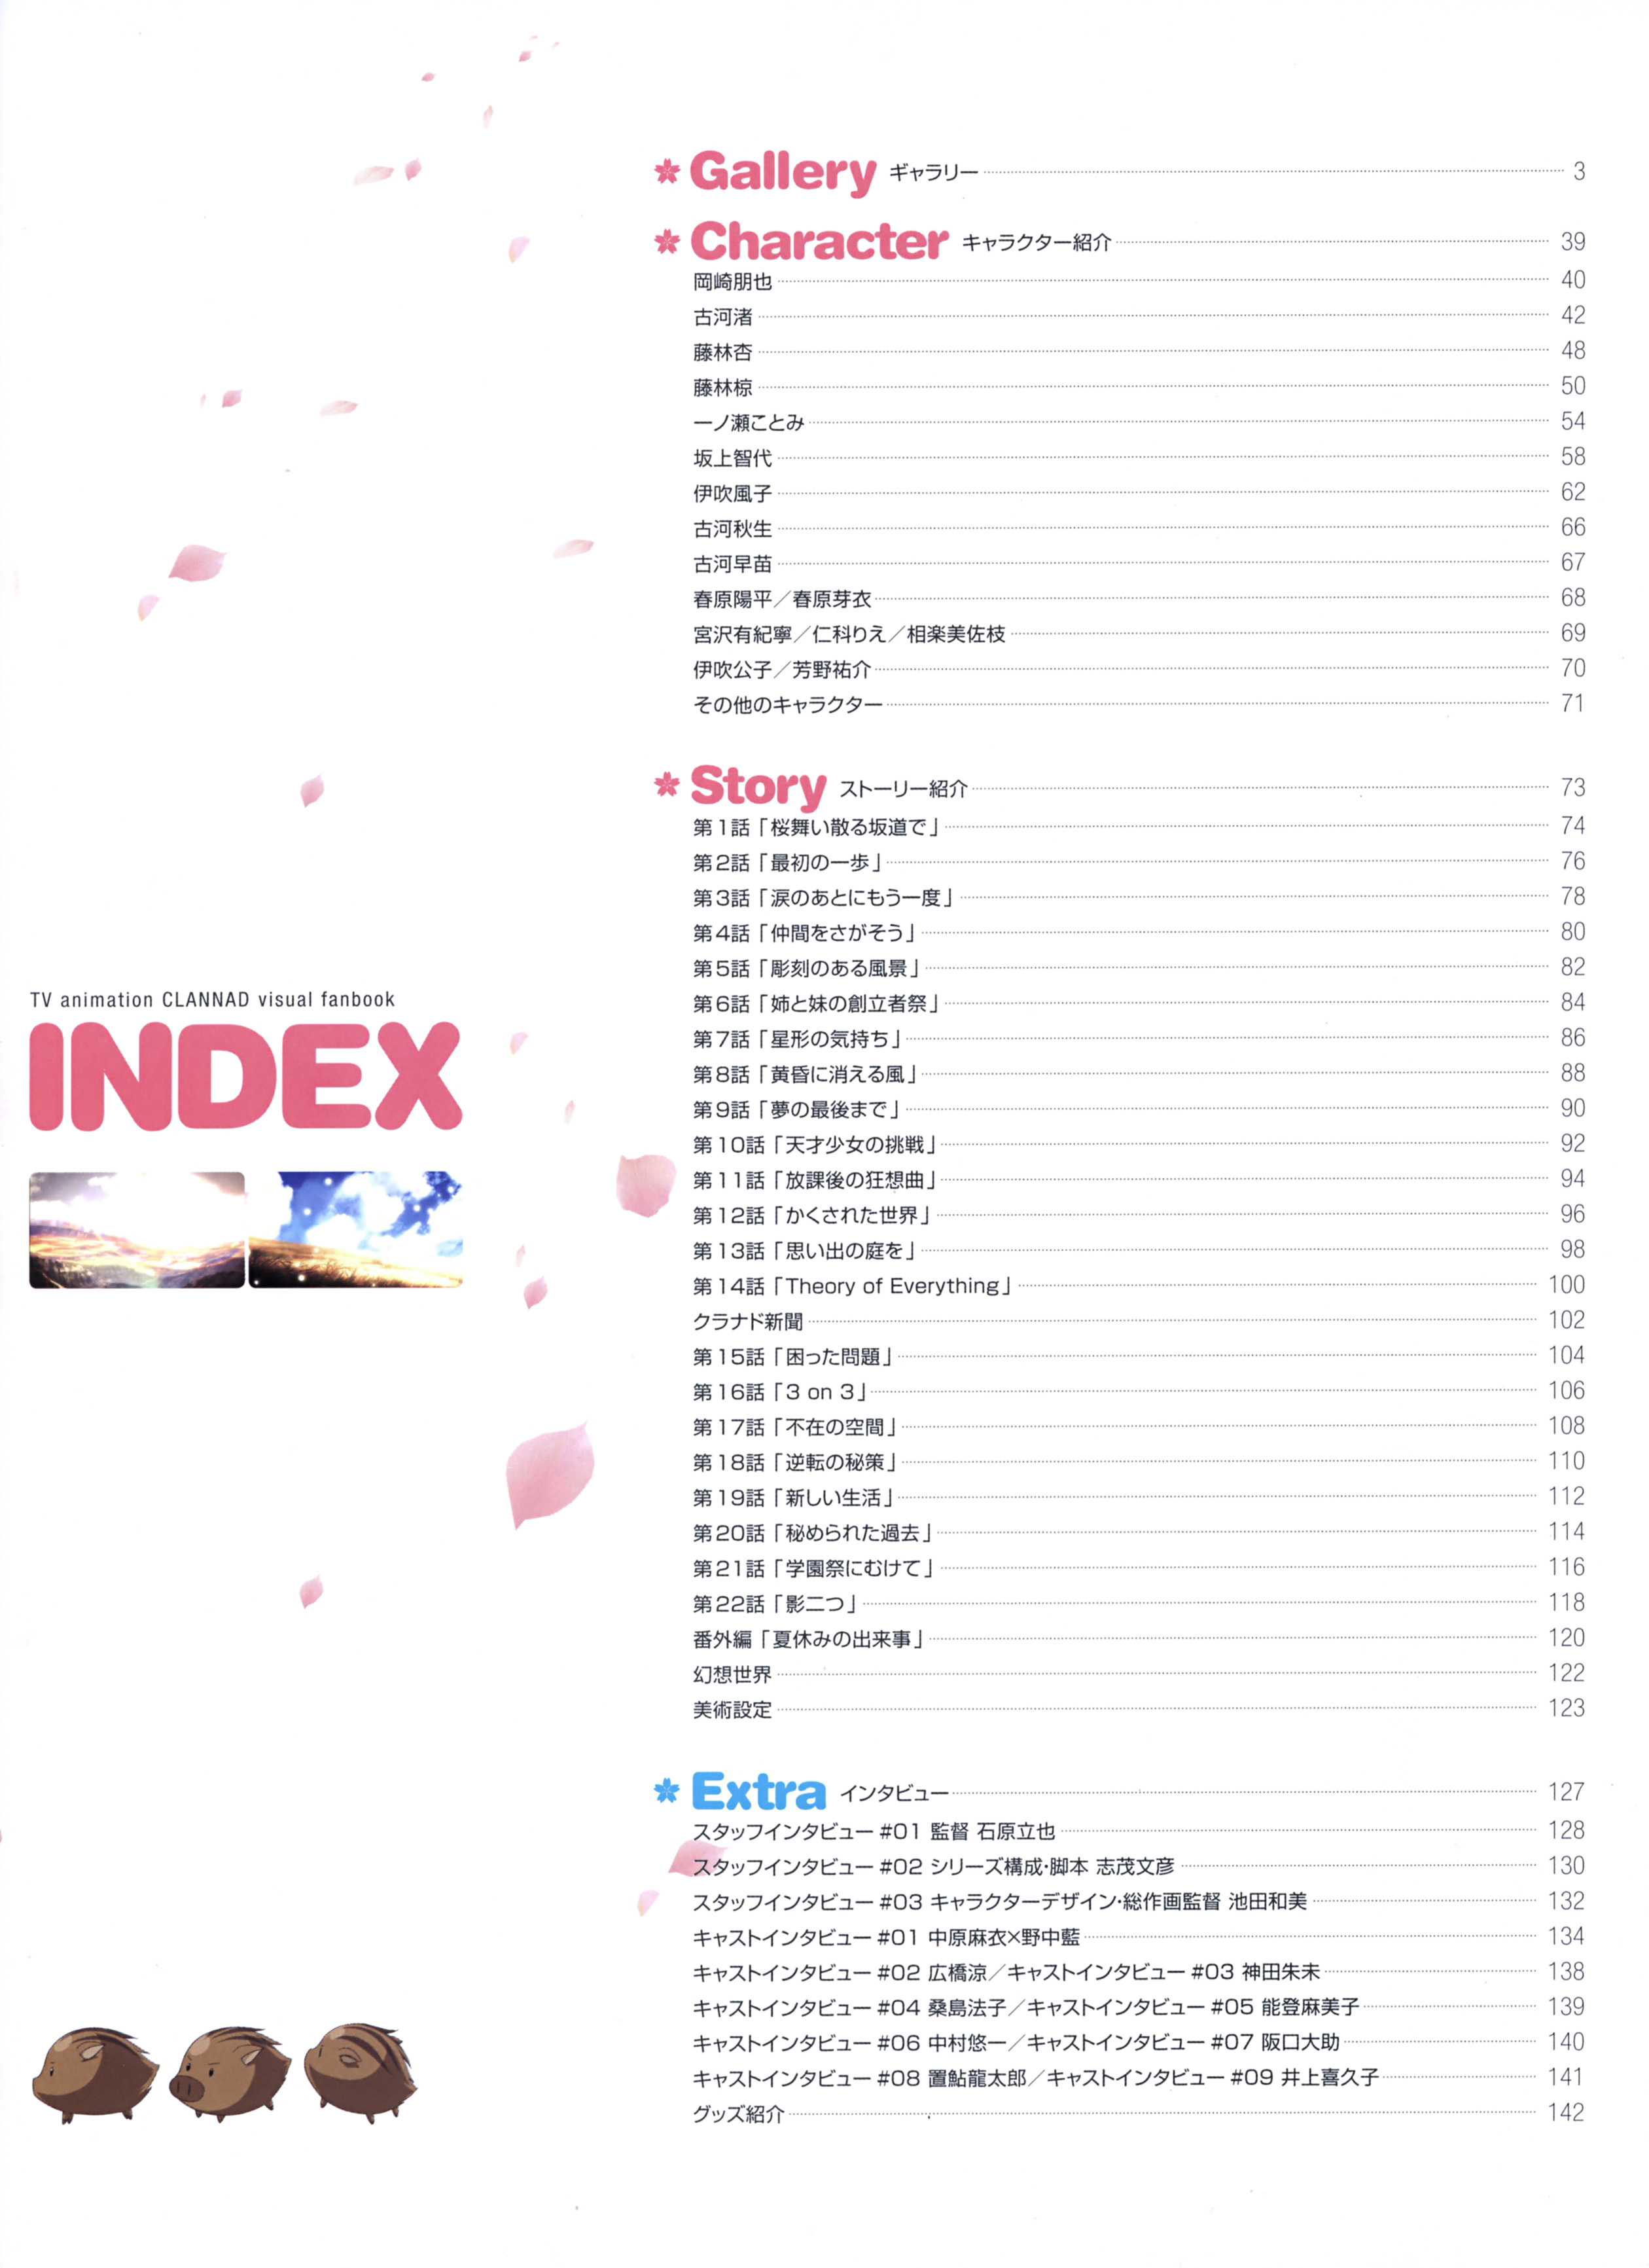 Gallery ギャラリー 3
Character キャラクター紹介 39
岡崎朋也 40
古河渚 42
藤林杏 48
藤林椋 50
一ノ瀬ことみ 54
坂上智代 58
伊吹風子 62
古河秋生 66
古河早苗 67
春原陽平／春原芽衣 68
宮沢有紀寧／仁科りえ／相楽美佐枝 69
伊吹公子／芳野祐介 70
その他のキャラクター 71
Story ストーリー紹介 73
第1話「桜舞い散る坂道で」 74
第2話「最初の一歩」 76
第3話「涙のあとにもう一度」 78
第4話「仲間をさがそう」 80
第5話「彫刻のある風景」 82
第6話「姉と妹の創立者祭」 84
第7話「星形の気持ち」 86
第8話「黄昏に消える風」 88
第9話「夢の最後まで」 90
第10話「天才少女の挑戦」 92
第11話「放課後の狂想曲」 94
第12話「かくされた世界」 96
第13話「思い出の庭を」 98
第14話「Theory of Everything」 100
クラナド新聞 102
第15話「困った問題」 104
第16話「3 on 3」 106
第17話「不在の空間」 108
第18話「逆転の秘策」 110
第19話「新しい生活」 112
第20話「秘められた過去」 114
第21話「学園祭にむけて」 116
第22話「影二つ」 118
番外編「夏休みの出来事」 120
幻想世界 122
美術設定 123
Extra インタビュー 127
スタッフインタビュー #01 監督 石原立也 128
スタッフインタビュー #02 シリーズ構成・脚本 志茂文彦 130
スタッフインタビュー #03 キャラクターデザイン・総作画監督 池田和美 132
キャストインタビュー #01 中原麻衣×野中藍 134
キャストインタビュー #02 広橋涼／キャストインタビュー #03 神田朱未 138
キャストインタビュー #04 桑島法子／キャストインタビュー #05 能登麻美子 139
キャストインタビュー #06 中村悠一／キャストインタビュー #07 阪口大助 140
キャストインタビュー #08 置鮎龍太郎／キャストインタビュー #09 井上喜久子 141
グッズ紹介 142
TV animation CLANNAD visual fanbook
INDEX